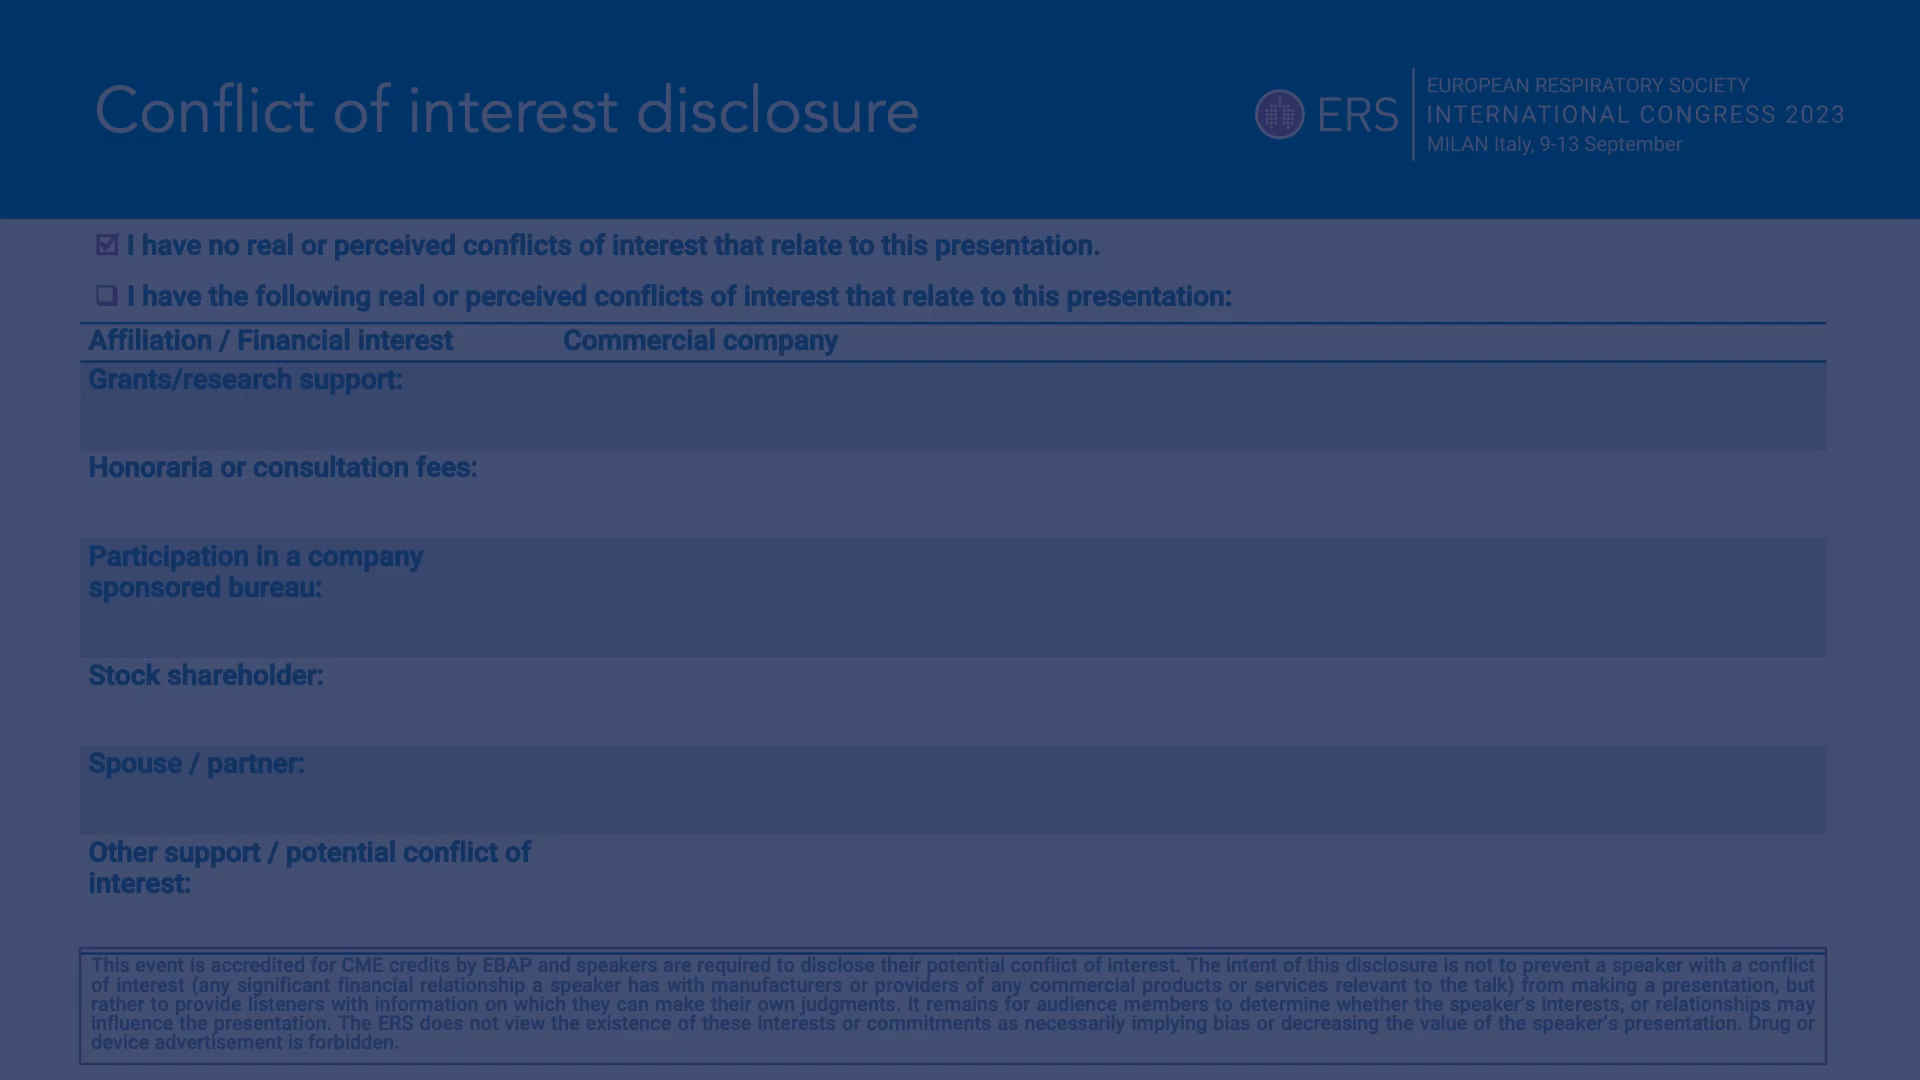 Conflict of interest disclosure
ERS
EUROPEAN RESPIRATORY SOCIETY
INTERNATIONAL CONGRESS 2023
MILAN Italy, 9-13 September
I have no real or perceived conflicts of interest that relate to this presentation.
I have the following real or perceived conflicts of interest that relate to this presentation:
Affiliation / Financial interest Commercial company
Grants/research support:
Honoraria or consultation fees:
Participation in a company
sponsored bureau:
Stock shareholder:
Spouse / partner:
Other support / potential conflict of
interest:
This event is accredited for CME credits by EBAP and speakers are required to disclose their potential conflict of interest. The intent of this disclosure is not to prevent a speaker with a conflict
of interest (any significant financial relationship a speaker has with manufacturers or providers of any commercial products or services relevant to the talk) from making a presentation, but
rather to provide listeners with information on which they can make their own judgments. It remains for audience members to determine whether the speaker's interests, or relationships may
influence the presentation. The ERS does not view the existence of these interests or commitments as necessarily implying bias or decreasing the value of the speaker's presentation. Drug or
device advertisement is forbidden.